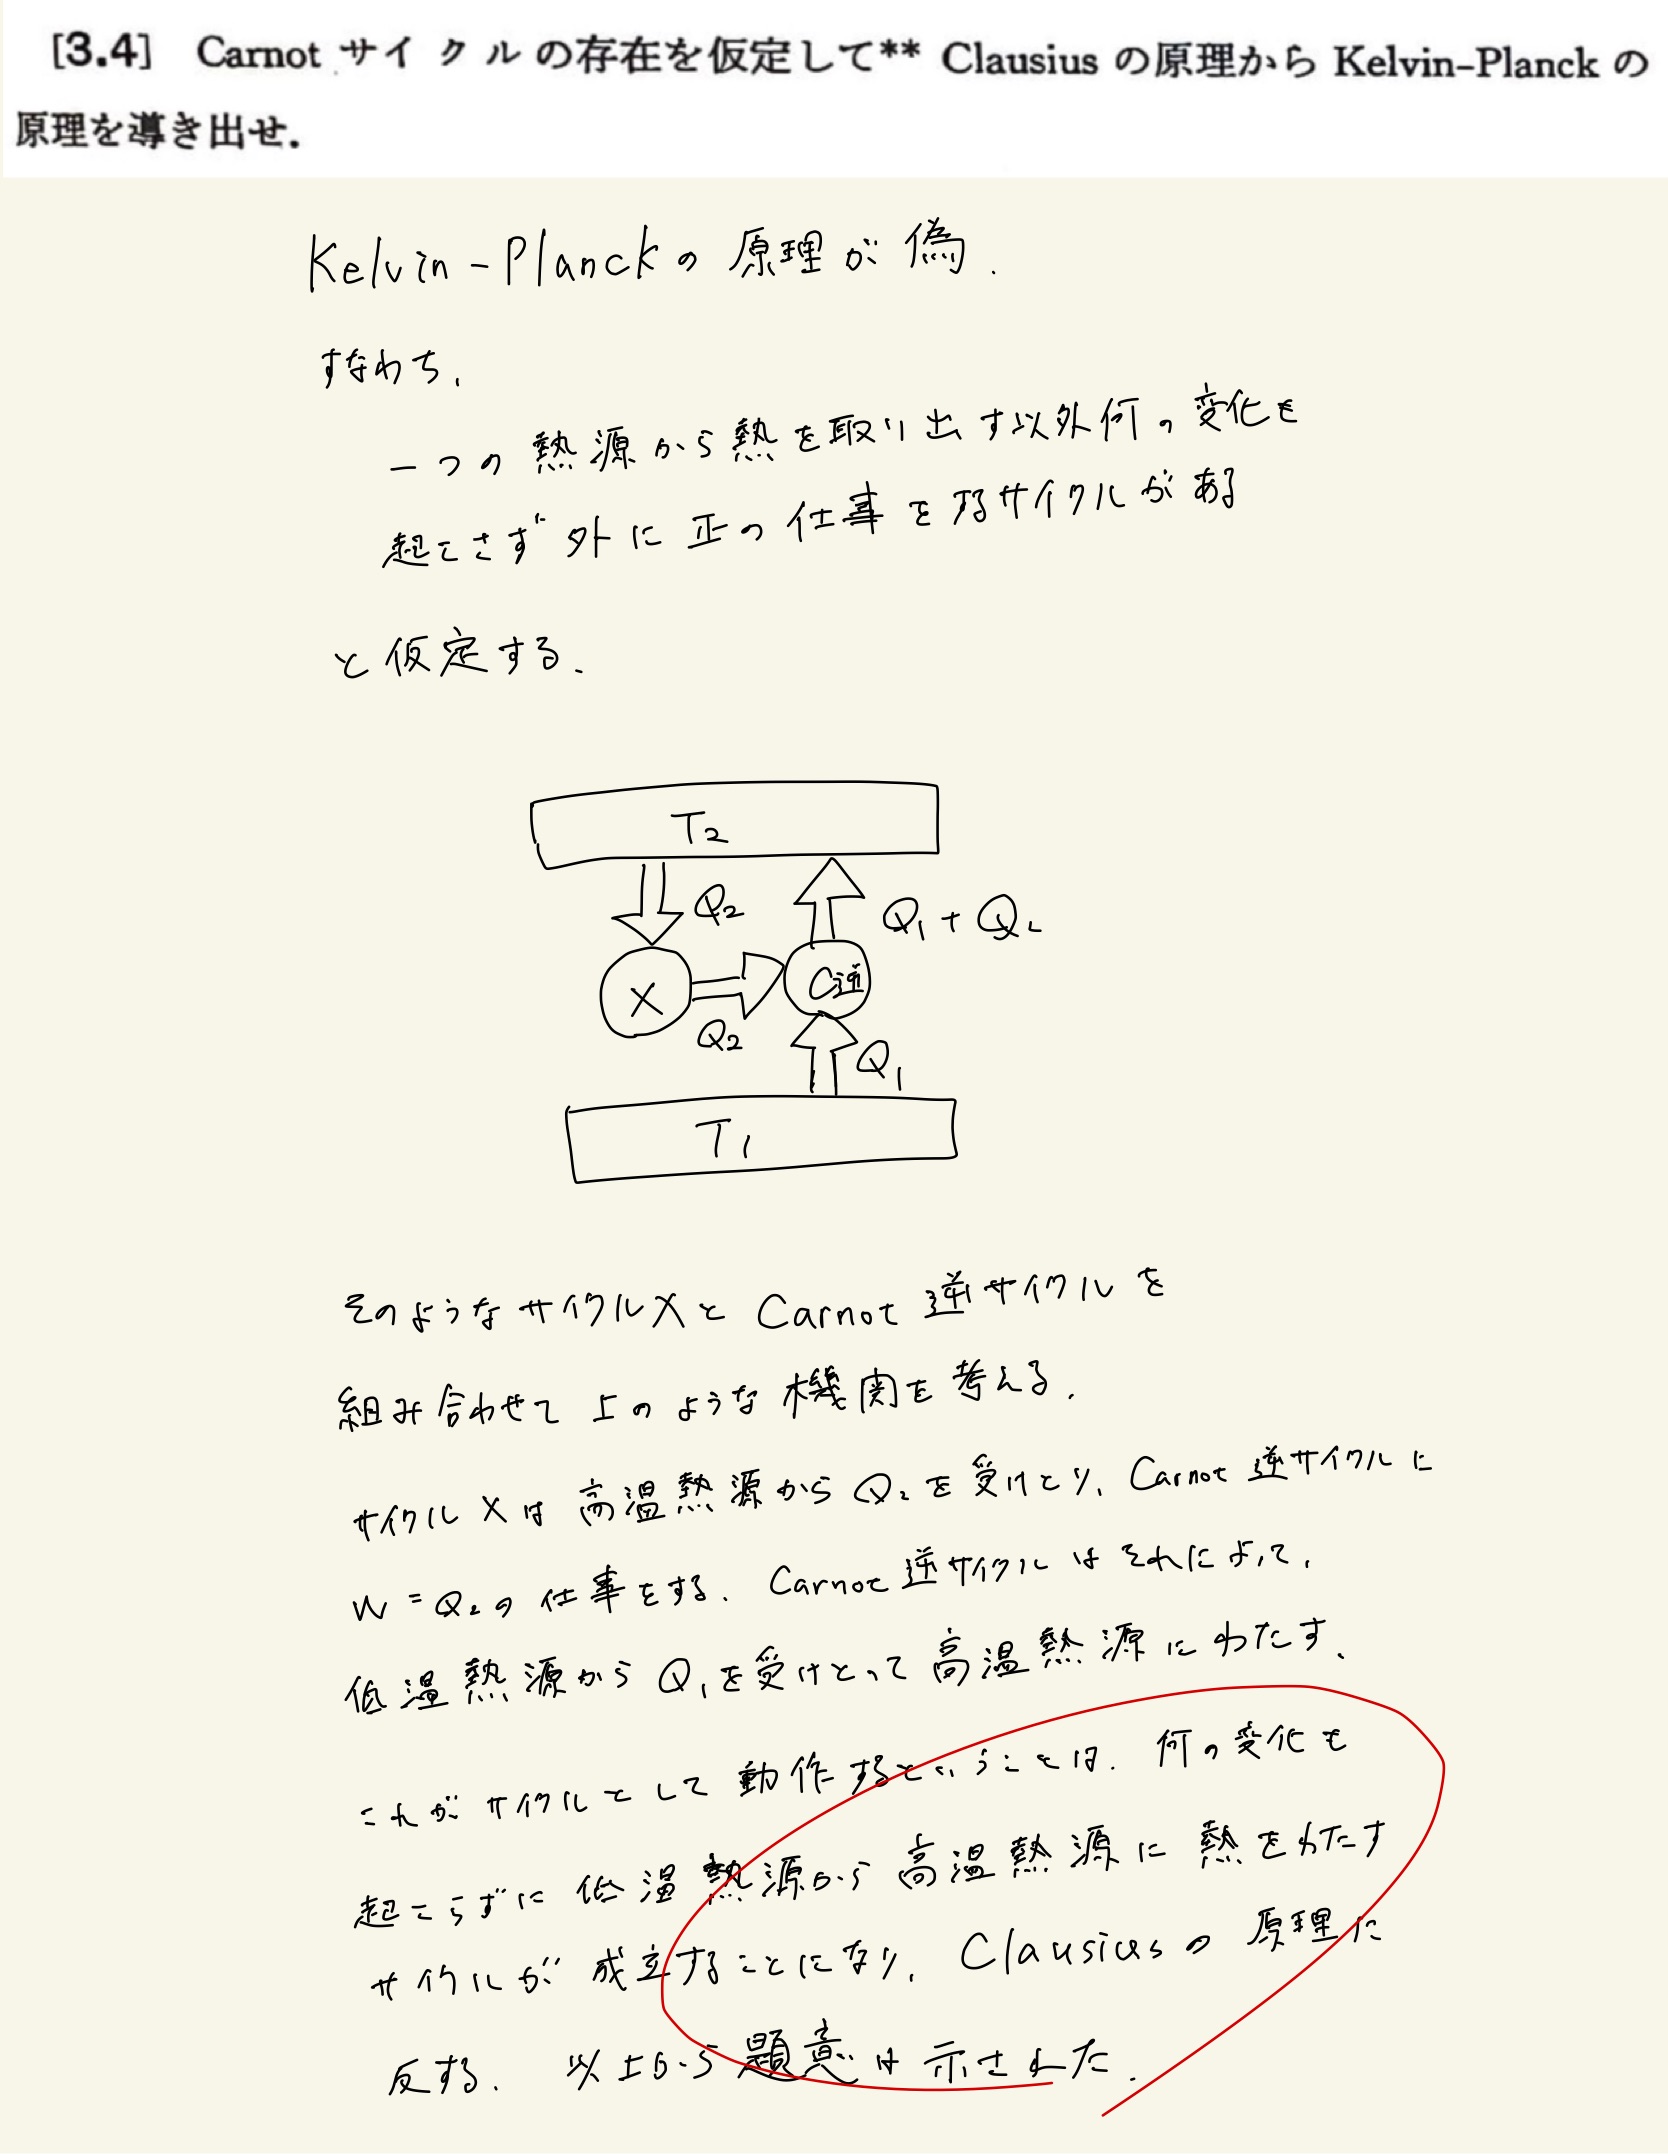 [3.4] Carnot サイクルの存在を仮定して** Clausius の原理から Kelvin-Planck の
原理を導き出せ.
Kelvin-Planckの原理が偽.
すなわち,
一つの熱源から熱を取り出す以外何の変化も
起こさず外に正の仕事をするサイクルがある
と仮定する.
T₂
Q₂
Q₁+Q₂
X
C逆
Q₂
Q₁
T₁
そのようなサイクルXとCarnot逆サイクルを
組み合わせて上のような機関を考える.
サイクルXは高温熱源からQ₂を受けとり, Carnot逆サイクルに
W=Q₂の仕事をする. Carnot逆サイクルはそれによって,
低温熱源からQ₁を受けとって高温熱源にわたす.
これがサイクルとして動作するということは. 何の変化も
起こらずに低温熱源から高温熱源に熱をわたす
サイクルが成立することになり, Clausiusの原理に
反する. 以上から題意は示された.